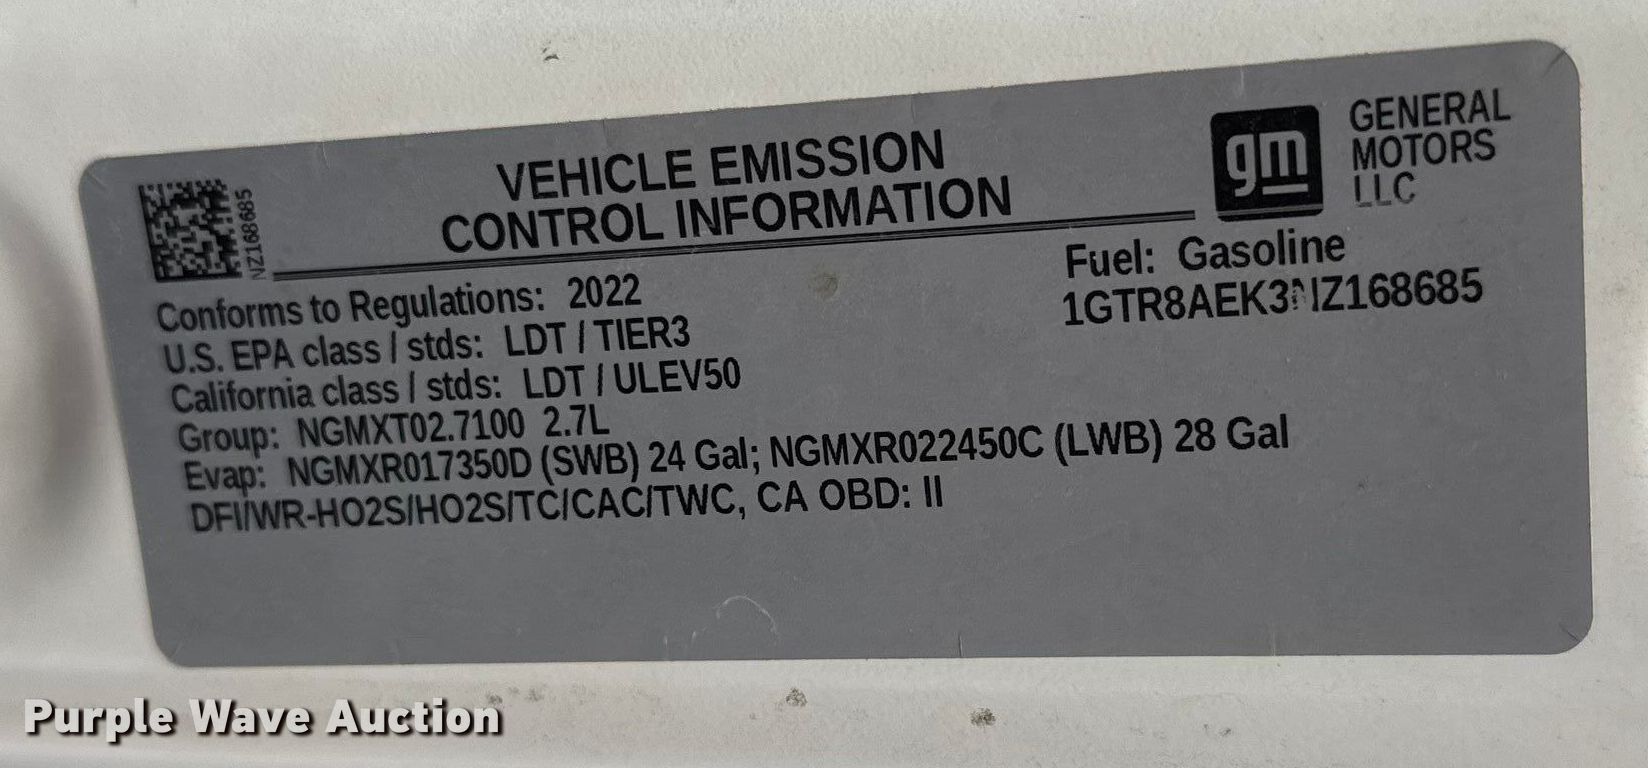 NZ168685
VEHICLE EMISSION
CONTROL INFORMATION
gm
GENERAL
MOTORS
LLC
Fuel: Gasoline
1GTR8AEK3NZ168685
Conforms to Regulations: 2022
U.S. EPA class / stds: LDT / TIER3
California class / stds: LDT / ULEV50
Group: NGMXT02.7100 2.7L
Evap: NGMXR017350D (SWB) 24 Gal; NGMXR022450C (LWB) 28 Gal
DFI/WR-HO2S/HO2S/TC/CAC/TWC, CA OBD: II
Purple Wave Auction